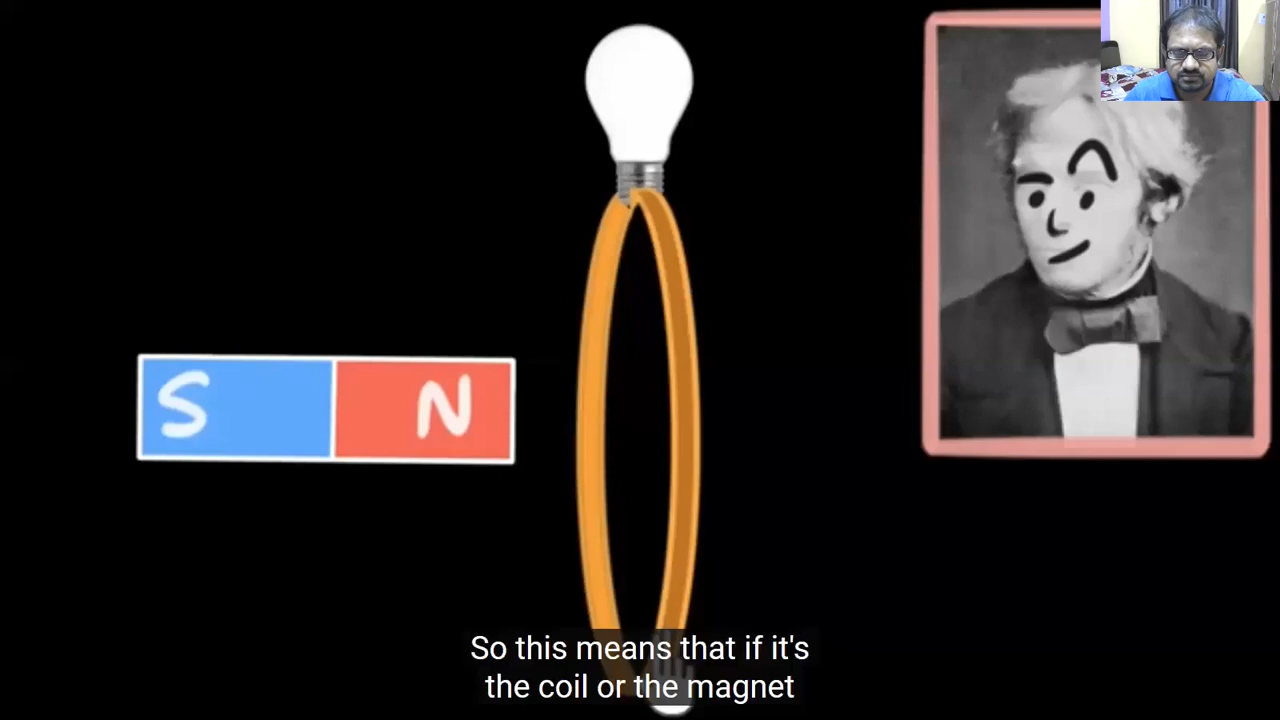 S N
So this means that if it's
the coil or the magnet